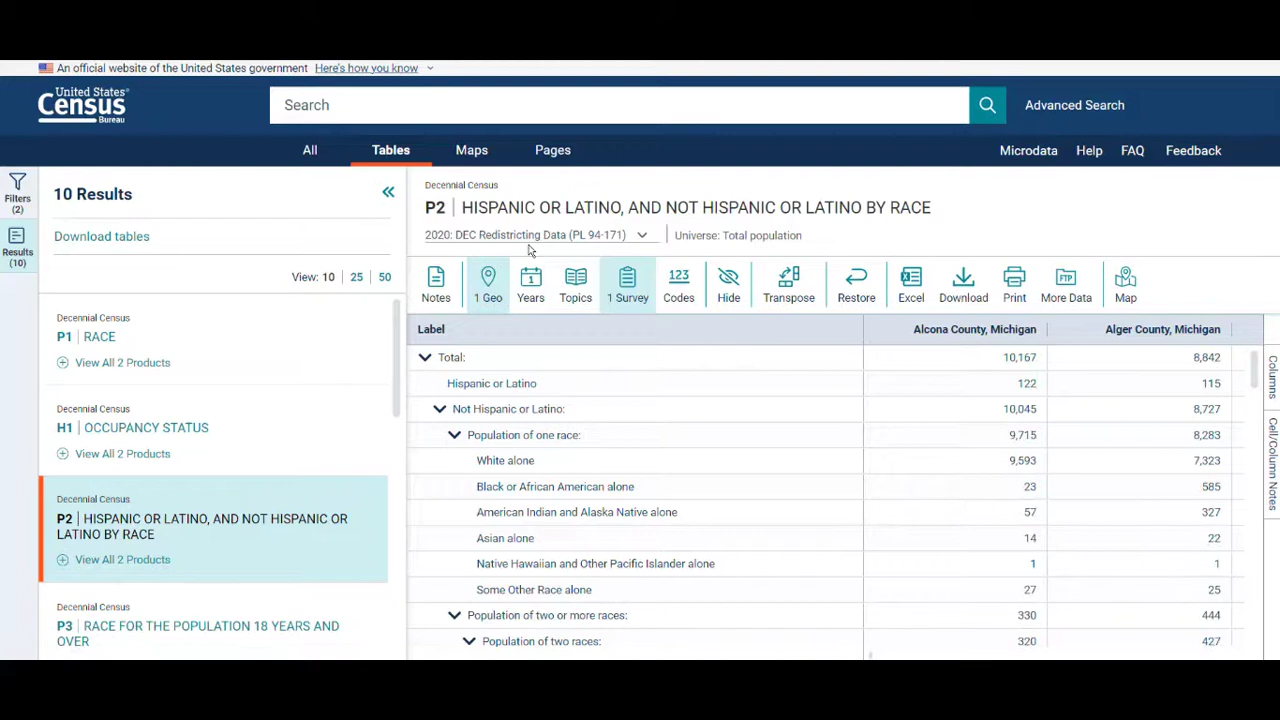 An official website of the United States government Here's how you know
United States®
Census
Bureau
Search
Advanced Search
All Tables Maps Pages Microdata Help FAQ Feedback
Filters
(2)
Results
(10)
10 Results
Download tables
View: 10 | 25 | 50
Decennial Census
P1 | RACE
View All 2 Products
Decennial Census
H1 | OCCUPANCY STATUS
View All 2 Products
Decennial Census
P2 | HISPANIC OR LATINO, AND NOT HISPANIC OR
LATINO BY RACE
View All 2 Products
Decennial Census
P3 | RACE FOR THE POPULATION 18 YEARS AND
OVER
Decennial Census
P2 | HISPANIC OR LATINO, AND NOT HISPANIC OR LATINO BY RACE
2020: DEC Redistricting Data (PL 94-171) | Universe: Total population
1 123 FTP
Notes 1 Geo Years Topics 1 Survey Codes Hide Transpose Restore Excel Download Print More Data Map
Label Alcona County, Michigan Alger County, Michigan
Total: 10,167 8,842
Hispanic or Latino 122 115
Not Hispanic or Latino: 10,045 8,727
Population of one race: 9,715 8,283
White alone 9,593 7,323
Black or African American alone 23 585
American Indian and Alaska Native alone 57 327
Asian alone 14 22
Native Hawaiian and Other Pacific Islander alone 1 1
Some Other Race alone 27 25
Population of two or more races: 330 444
Population of two races: 320 427
Columns
Cell/Column Notes